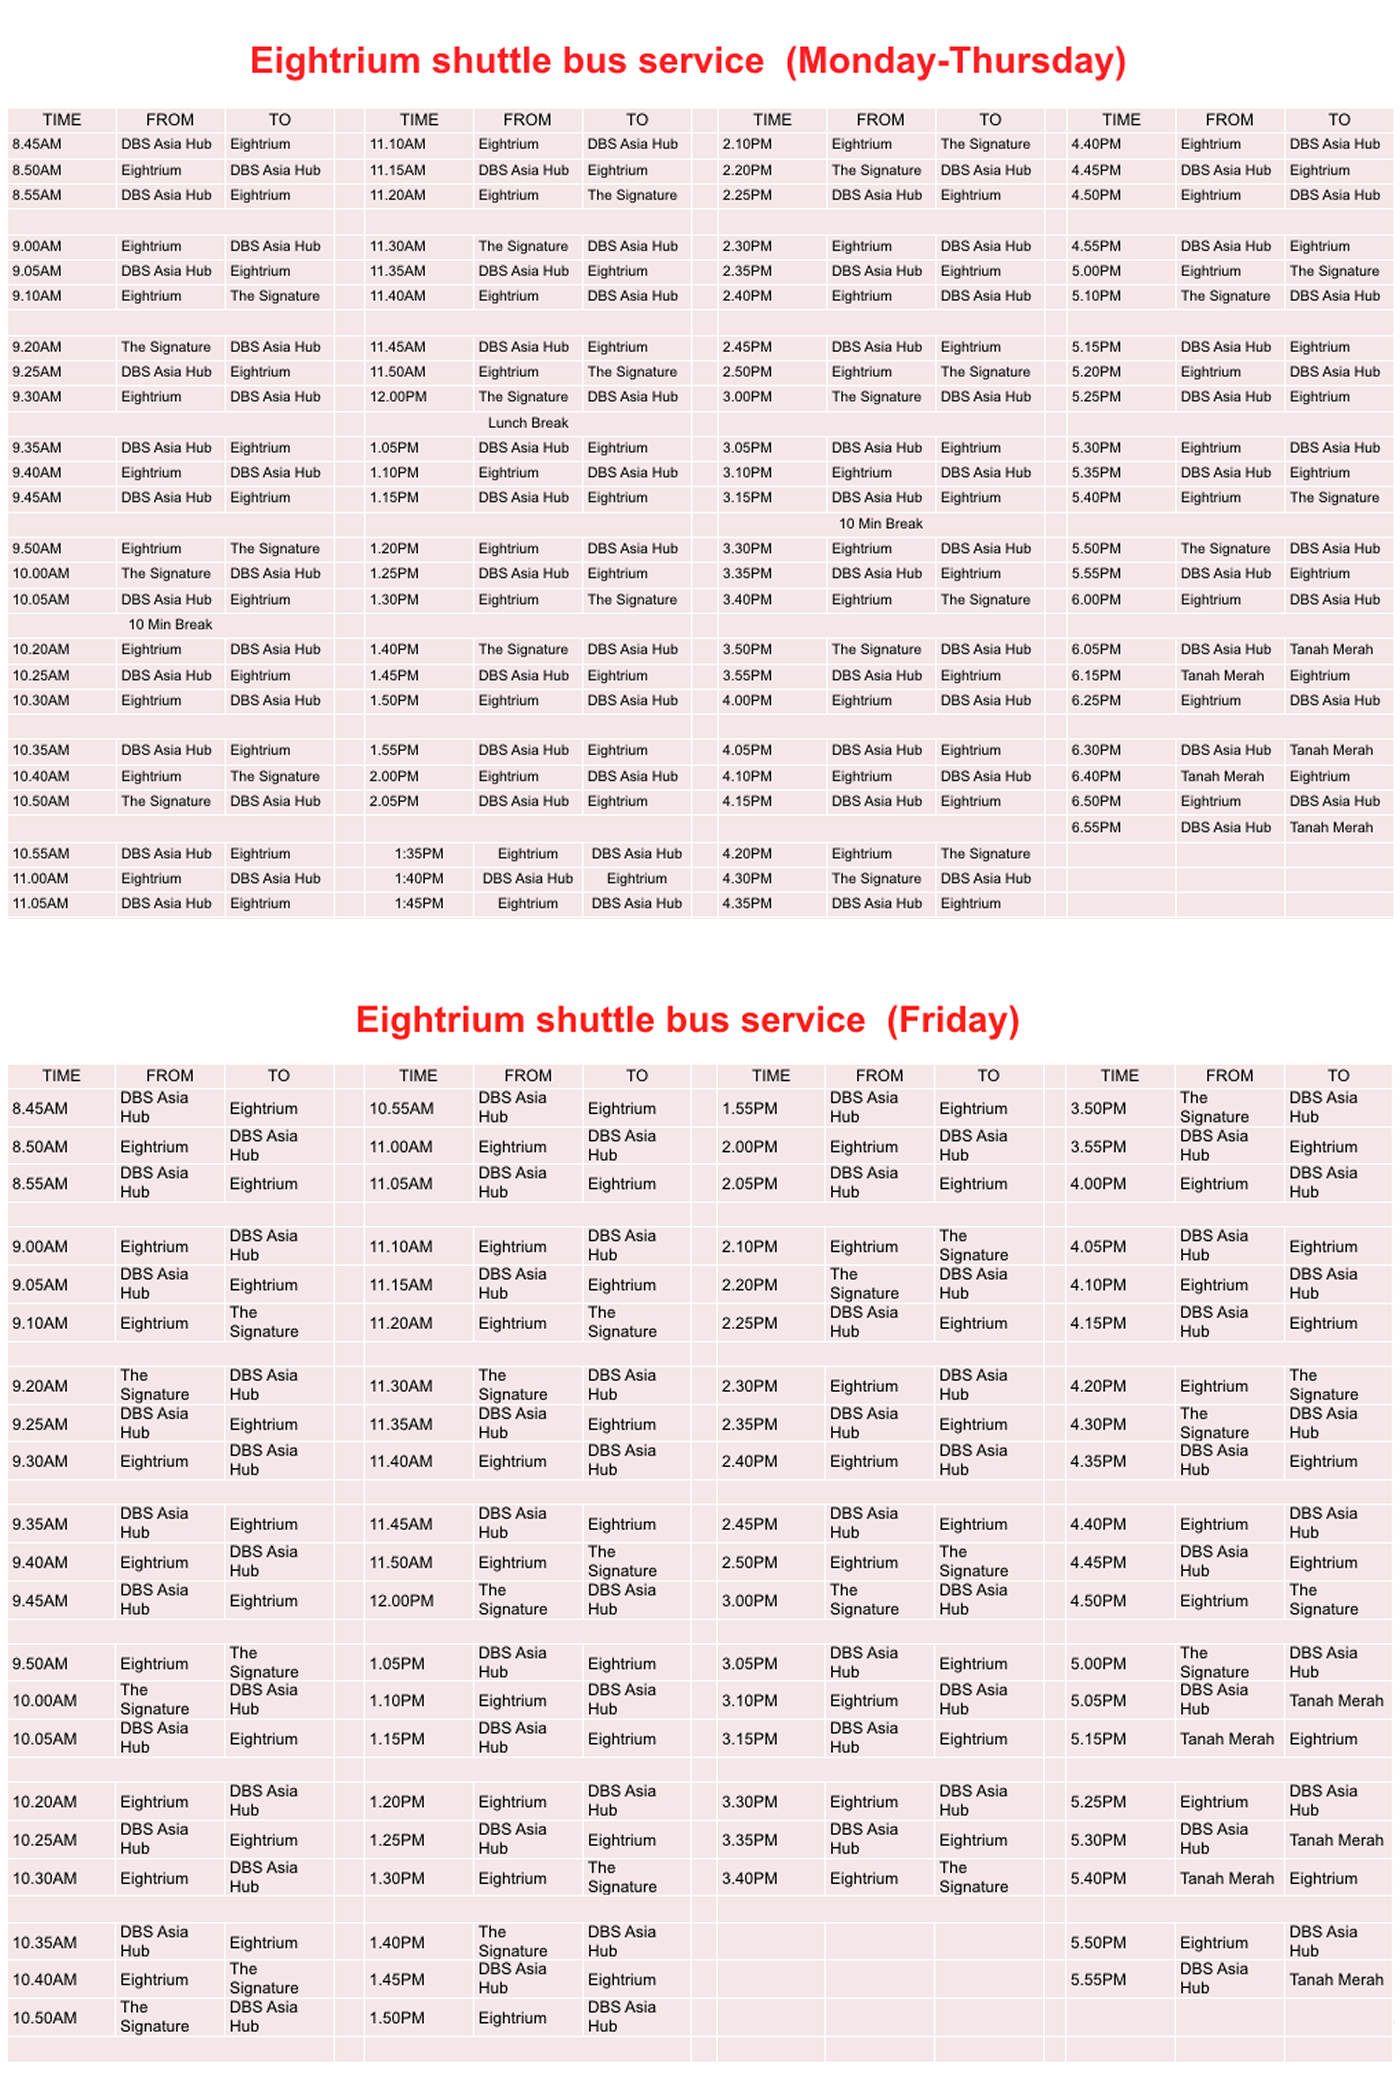 Eightrium shuttle bus service  (Monday-Thursday)
TIME FROM TO TIME FROM TO TIME FROM TO TIME FROM TO
8.45AM DBS Asia Hub Eightrium 11.10AM Eightrium DBS Asia Hub 2.10PM Eightrium The Signature 4.40PM Eightrium DBS Asia Hub
8.50AM Eightrium DBS Asia Hub 11.15AM DBS Asia Hub Eightrium 2.20PM The Signature DBS Asia Hub 4.45PM DBS Asia Hub Eightrium
8.55AM DBS Asia Hub Eightrium 11.20AM Eightrium The Signature 2.25PM DBS Asia Hub Eightrium 4.50PM Eightrium DBS Asia Hub
9.00AM Eightrium DBS Asia Hub 11.30AM The Signature DBS Asia Hub 2.30PM Eightrium DBS Asia Hub 4.55PM DBS Asia Hub Eightrium
9.05AM DBS Asia Hub Eightrium 11.35AM DBS Asia Hub Eightrium 2.35PM DBS Asia Hub Eightrium 5.00PM Eightrium The Signature
9.10AM Eightrium The Signature 11.40AM Eightrium DBS Asia Hub 2.40PM Eightrium DBS Asia Hub 5.10PM The Signature DBS Asia Hub
9.20AM The Signature DBS Asia Hub 11.45AM DBS Asia Hub Eightrium 2.45PM DBS Asia Hub Eightrium 5.15PM DBS Asia Hub Eightrium
9.25AM DBS Asia Hub Eightrium 11.50AM Eightrium The Signature 2.50PM Eightrium The Signature 5.20PM Eightrium DBS Asia Hub
9.30AM Eightrium DBS Asia Hub 12.00PM The Signature DBS Asia Hub 3.00PM The Signature DBS Asia Hub 5.25PM DBS Asia Hub Eightrium
Lunch Break
9.35AM DBS Asia Hub Eightrium 1.05PM DBS Asia Hub Eightrium 3.05PM DBS Asia Hub Eightrium 5.30PM Eightrium DBS Asia Hub
9.40AM Eightrium DBS Asia Hub 1.10PM Eightrium DBS Asia Hub 3.10PM Eightrium DBS Asia Hub 5.35PM DBS Asia Hub Eightrium
9.45AM DBS Asia Hub Eightrium 1.15PM DBS Asia Hub Eightrium 3.15PM DBS Asia Hub Eightrium 5.40PM Eightrium The Signature
10 Min Break
9.50AM Eightrium The Signature 1.20PM Eightrium DBS Asia Hub 3.30PM Eightrium DBS Asia Hub 5.50PM The Signature DBS Asia Hub
10.00AM The Signature DBS Asia Hub 1.25PM DBS Asia Hub Eightrium 3.35PM DBS Asia Hub Eightrium 5.55PM DBS Asia Hub Eightrium
10.05AM DBS Asia Hub Eightrium 1.30PM Eightrium The Signature 3.40PM Eightrium The Signature 6.00PM Eightrium DBS Asia Hub
10 Min Break
10.20AM Eightrium DBS Asia Hub 1.40PM The Signature DBS Asia Hub 3.50PM The Signature DBS Asia Hub 6.05PM DBS Asia Hub Tanah Merah
10.25AM DBS Asia Hub Eightrium 1.45PM DBS Asia Hub Eightrium 3.55PM DBS Asia Hub Eightrium 6.15PM Tanah Merah Eightrium
10.30AM Eightrium DBS Asia Hub 1.50PM Eightrium DBS Asia Hub 4.00PM Eightrium DBS Asia Hub 6.25PM Eightrium DBS Asia Hub
10.35AM DBS Asia Hub Eightrium 1.55PM DBS Asia Hub Eightrium 4.05PM DBS Asia Hub Eightrium 6.30PM DBS Asia Hub Tanah Merah
10.40AM Eightrium The Signature 2.00PM Eightrium DBS Asia Hub 4.10PM Eightrium DBS Asia Hub 6.40PM Tanah Merah Eightrium
10.50AM The Signature DBS Asia Hub 2.05PM DBS Asia Hub Eightrium 4.15PM DBS Asia Hub Eightrium 6.50PM Eightrium DBS Asia Hub
6.55PM DBS Asia Hub Tanah Merah
10.55AM DBS Asia Hub Eightrium 1:35PM Eightrium DBS Asia Hub 4.20PM Eightrium The Signature
11.00AM Eightrium DBS Asia Hub 1:40PM DBS Asia Hub Eightrium 4.30PM The Signature DBS Asia Hub
11.05AM DBS Asia Hub Eightrium 1:45PM Eightrium DBS Asia Hub 4.35PM DBS Asia Hub Eightrium
Eightrium shuttle bus service  (Friday)
TIME FROM TO TIME FROM TO TIME FROM TO TIME FROM TO
8.45AM DBS Asia Hub Eightrium 10.55AM DBS Asia Hub Eightrium 1.55PM DBS Asia Hub Eightrium 3.50PM The Signature DBS Asia Hub
8.50AM Eightrium DBS Asia Hub 11.00AM Eightrium DBS Asia Hub 2.00PM Eightrium DBS Asia Hub 3.55PM DBS Asia Hub Eightrium
8.55AM DBS Asia Hub Eightrium 11.05AM DBS Asia Hub Eightrium 2.05PM DBS Asia Hub Eightrium 4.00PM Eightrium DBS Asia Hub
9.00AM Eightrium DBS Asia Hub 11.10AM Eightrium DBS Asia Hub 2.10PM Eightrium The Signature 4.05PM DBS Asia Hub Eightrium
9.05AM DBS Asia Hub Eightrium 11.15AM DBS Asia Hub Eightrium 2.20PM The Signature DBS Asia Hub 4.10PM Eightrium DBS Asia Hub
9.10AM Eightrium The Signature 11.20AM Eightrium The Signature 2.25PM DBS Asia Hub Eightrium 4.15PM DBS Asia Hub Eightrium
9.20AM The Signature DBS Asia Hub 11.30AM The Signature DBS Asia Hub 2.30PM Eightrium DBS Asia Hub 4.20PM Eightrium The Signature
9.25AM DBS Asia Hub Eightrium 11.35AM DBS Asia Hub Eightrium 2.35PM DBS Asia Hub Eightrium 4.30PM The Signature DBS Asia Hub
9.30AM Eightrium DBS Asia Hub 11.40AM Eightrium DBS Asia Hub 2.40PM Eightrium DBS Asia Hub 4.35PM DBS Asia Hub Eightrium
9.35AM DBS Asia Hub Eightrium 11.45AM DBS Asia Hub Eightrium 2.45PM DBS Asia Hub Eightrium 4.40PM Eightrium DBS Asia Hub
9.40AM Eightrium DBS Asia Hub 11.50AM Eightrium The Signature 2.50PM Eightrium The Signature 4.45PM DBS Asia Hub Eightrium
9.45AM DBS Asia Hub Eightrium 12.00PM The Signature DBS Asia Hub 3.00PM The Signature DBS Asia Hub 4.50PM Eightrium The Signature
9.50AM Eightrium The Signature 1.05PM DBS Asia Hub Eightrium 3.05PM DBS Asia Hub Eightrium 5.00PM The Signature DBS Asia Hub
10.00AM The Signature DBS Asia Hub 1.10PM Eightrium DBS Asia Hub 3.10PM Eightrium DBS Asia Hub 5.05PM DBS Asia Hub Tanah Merah
10.05AM DBS Asia Hub Eightrium 1.15PM DBS Asia Hub Eightrium 3.15PM DBS Asia Hub Eightrium 5.15PM Tanah Merah Eightrium
10.20AM Eightrium DBS Asia Hub 1.20PM Eightrium DBS Asia Hub 3.30PM Eightrium DBS Asia Hub 5.25PM Eightrium DBS Asia Hub
10.25AM DBS Asia Hub Eightrium 1.25PM DBS Asia Hub Eightrium 3.35PM DBS Asia Hub Eightrium 5.30PM DBS Asia Hub Tanah Merah
10.30AM Eightrium DBS Asia Hub 1.30PM Eightrium The Signature 3.40PM Eightrium The Signature 5.40PM Tanah Merah Eightrium
10.35AM DBS Asia Hub Eightrium 1.40PM The Signature DBS Asia Hub 5.50PM Eightrium DBS Asia Hub
10.40AM Eightrium The Signature 1.45PM DBS Asia Hub Eightrium 5.55PM DBS Asia Hub Tanah Merah
10.50AM The Signature DBS Asia Hub 1.50PM Eightrium DBS Asia Hub